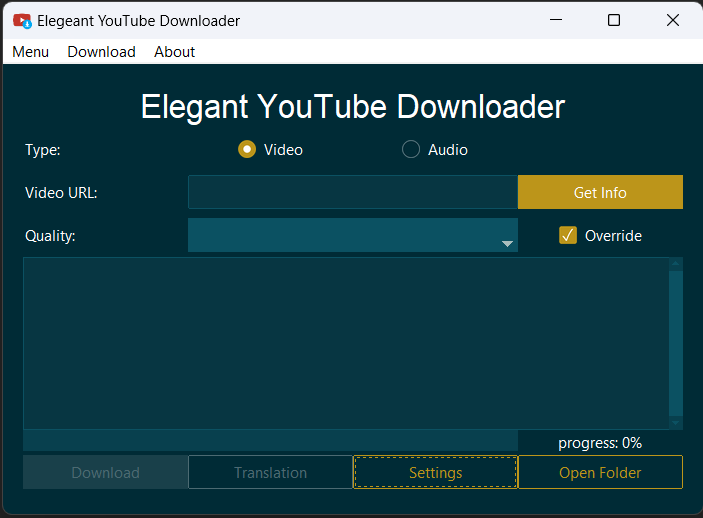 Elegeant YouTube Downloader
Menu Download About
Elegant YouTube Downloader
Type: Video Audio
Video URL: Get Info
Quality: Override
progress: 0%
Download Translation Settings Open Folder